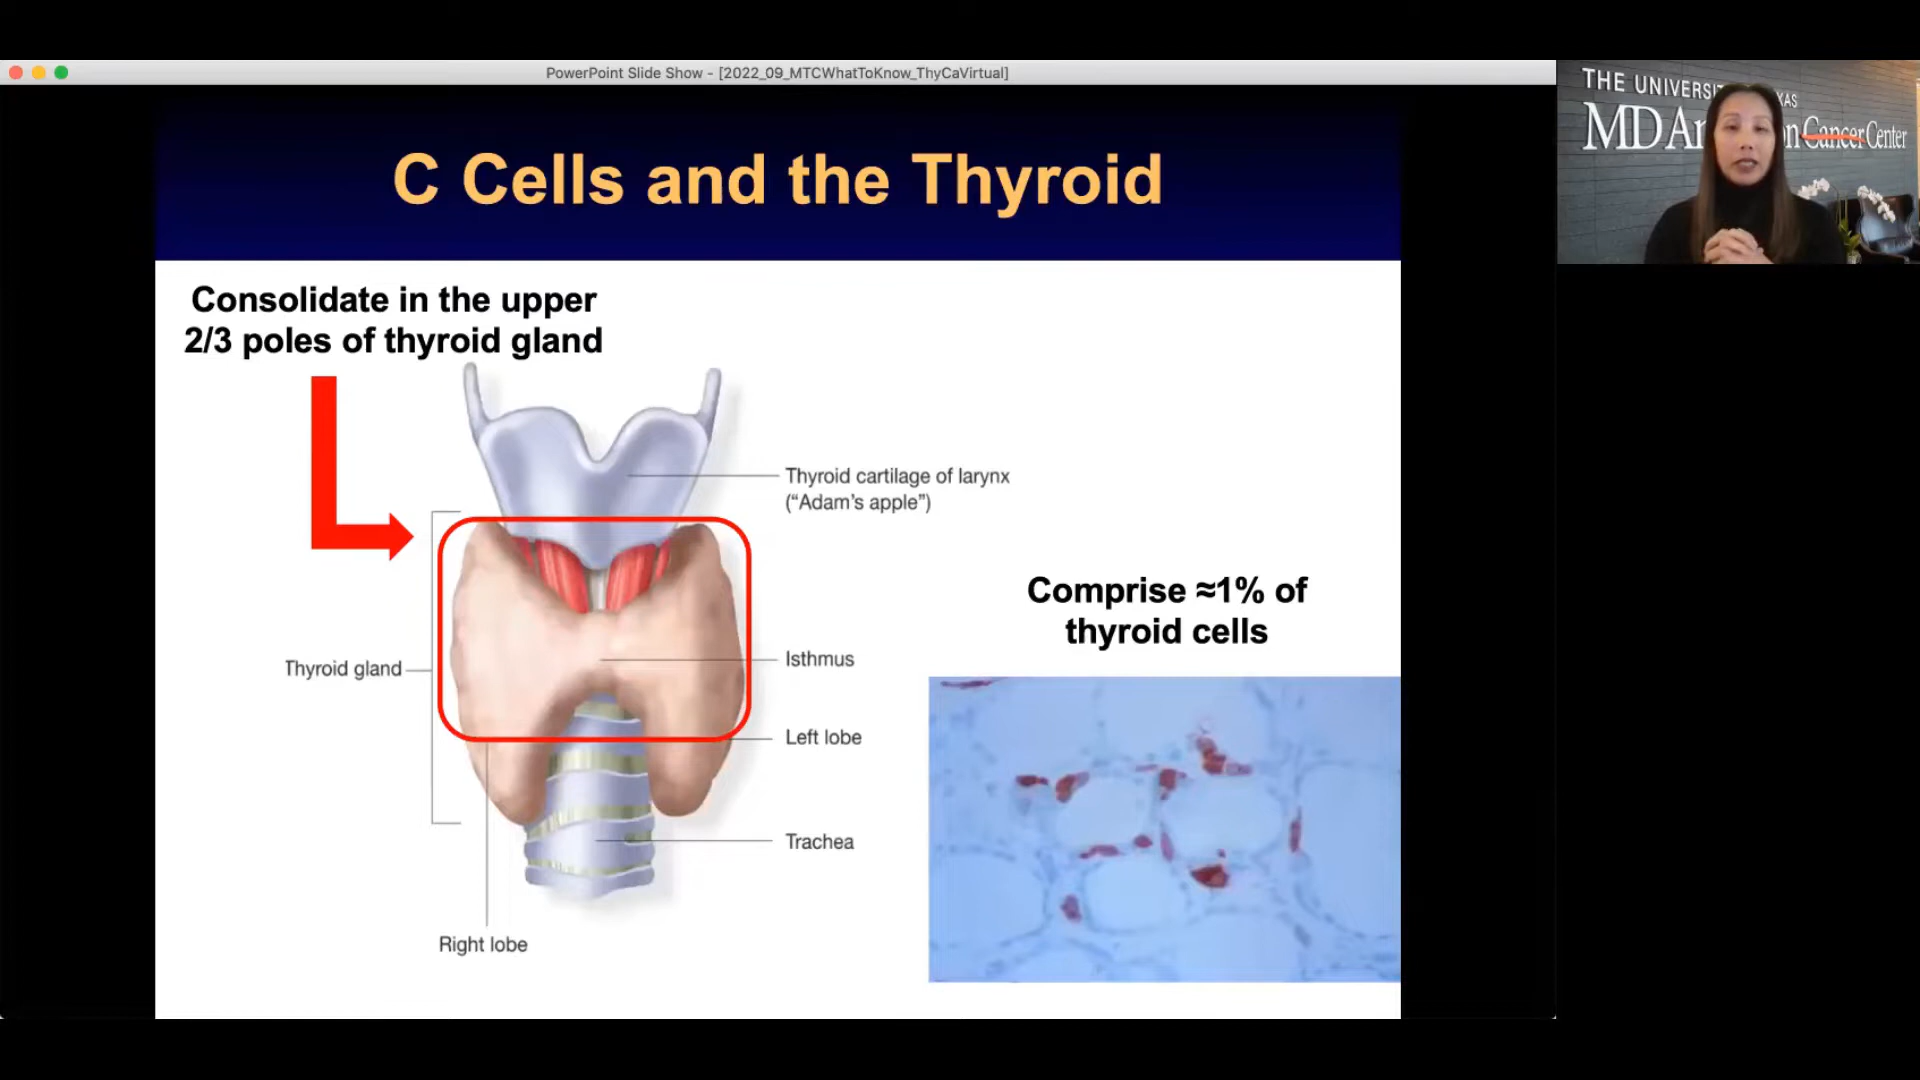 PowerPoint Slide Show - [2022_09_MTCWhatToKnow_ThyCaVirtual]
THE UNIVERSI XAS
MD An on Cancer Center
C Cells and the Thyroid
Consolidate in the upper
2/3 poles of thyroid gland
Thyroid cartilage of larynx
(“Adam’s apple”)
Comprise ≈1% of
thyroid cells
Thyroid gland
Isthmus
Left lobe
Trachea
Right lobe